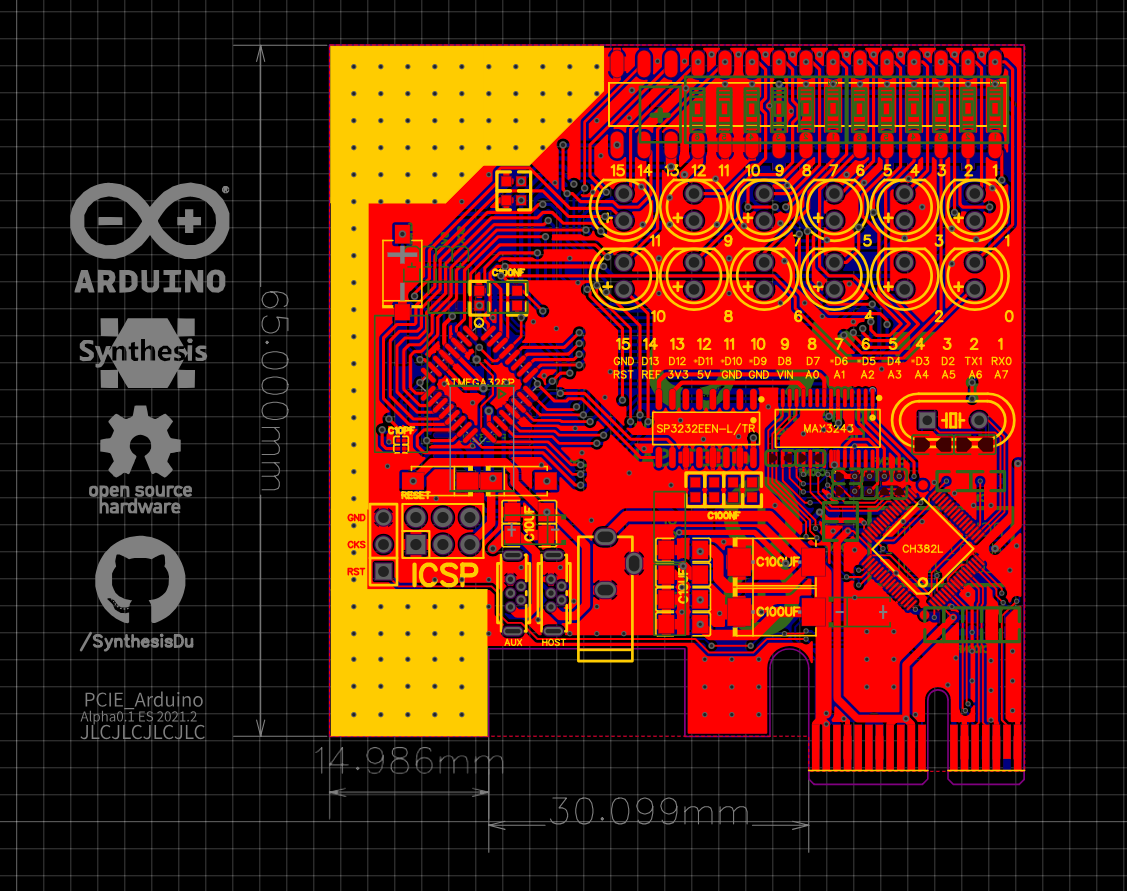 ARDUINO
®
Synthesis
open source
hardware
/SynthesisDu
PCIE_Arduino
Alpha0.1 ES 2021.2
JLCJLCJLCJLC
65.000mm
14.986mm
30.099mm
15 14 13 12 11 10 9 8 7 6 5 4 3 2 1
11 9 7 5 3 1
10 8 6 4 2 0
15 14 13 12 11 10 9 8 7 6 5 4 3 2 1
GND D13 D12 *D11 *D10 *D9 D8 D7 *D6 *D5 D4 *D3 D2 TX1 RX0
RST REF 3V3 5V GND GND VIN A0 A1 A2 A3 A4 A5 A6 A7
C100NF
ATMEGA328P
SP3232EEN-L/TR
MAX3243
C10PF
RESET
C100NF
GND
CKS
RST
ICSP
C10UF
C10UF
C100UF
C100UF
CH382L
AUX
HOST